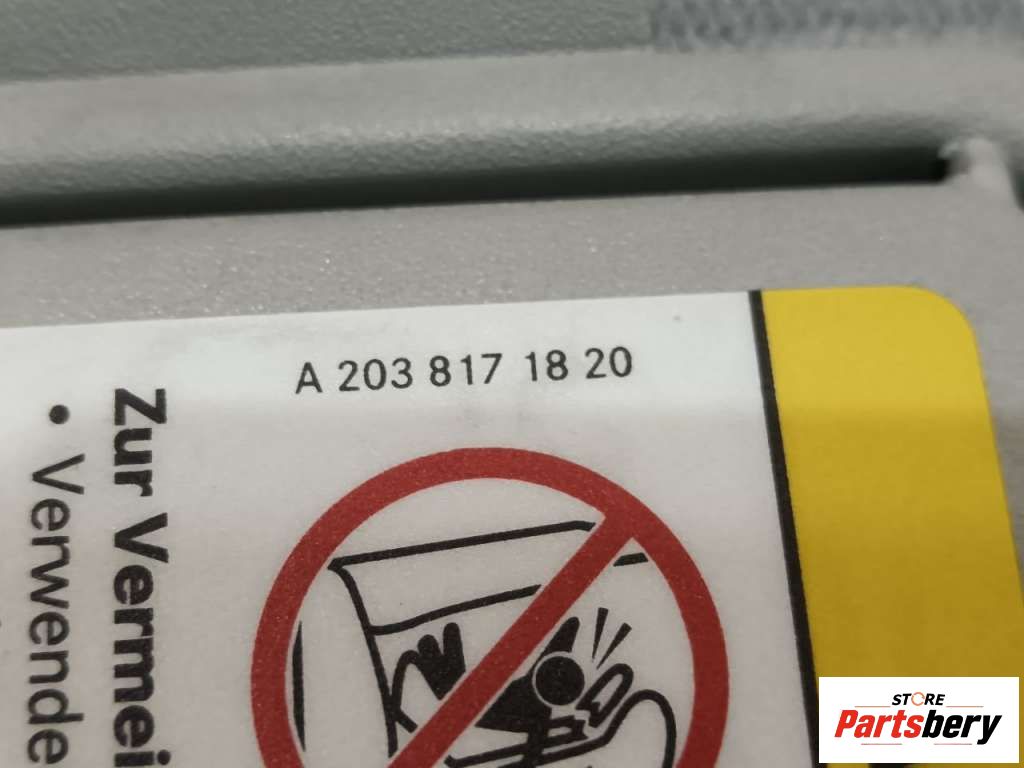 A 203 817 18 20
Zur Vermei
• Verwende
STORE
Partsbery